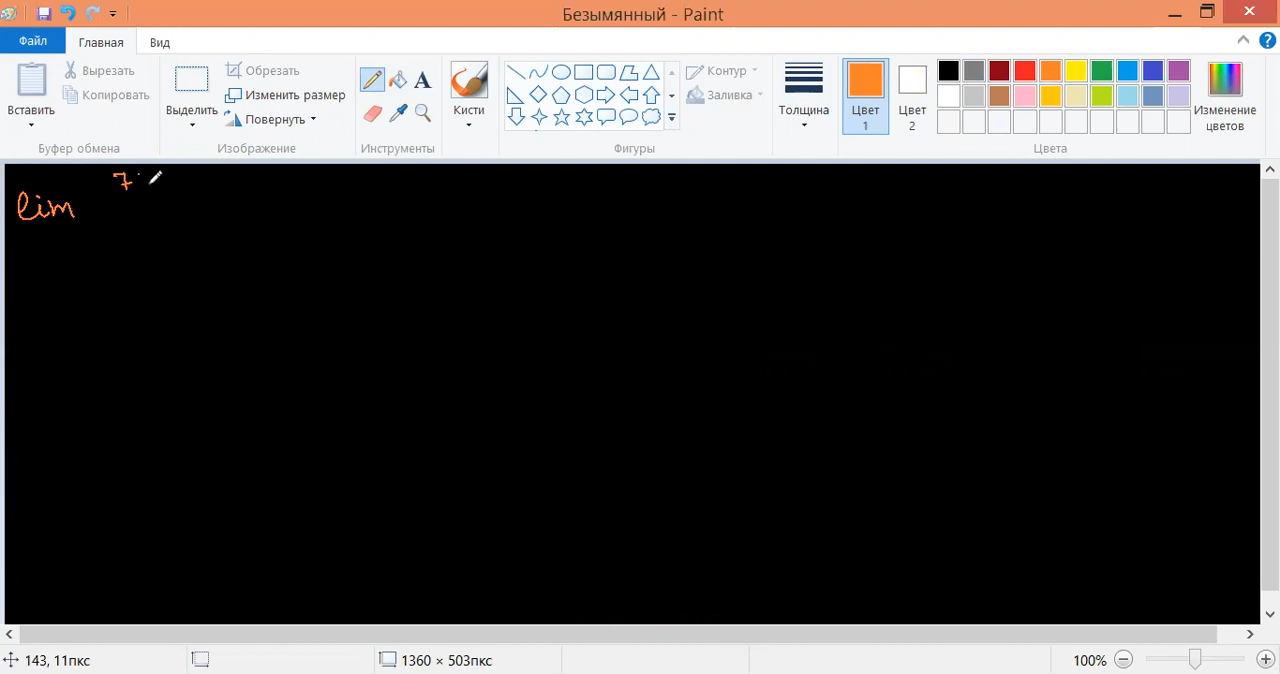 Безымянный - Paint
Файл Главная Вид
Вставить
Вырезать
Копировать
Буфер обмена
Выделить
Обрезать
Изменить размер
Повернуть
Изображение
A
Инструменты
Кисти
Контур
Заливка
Фигуры
Толщина
Цвет 1
Цвет 2
Изменение цветов
Цвета
7
lim
143, 11пкс 1360 × 503пкс 100%